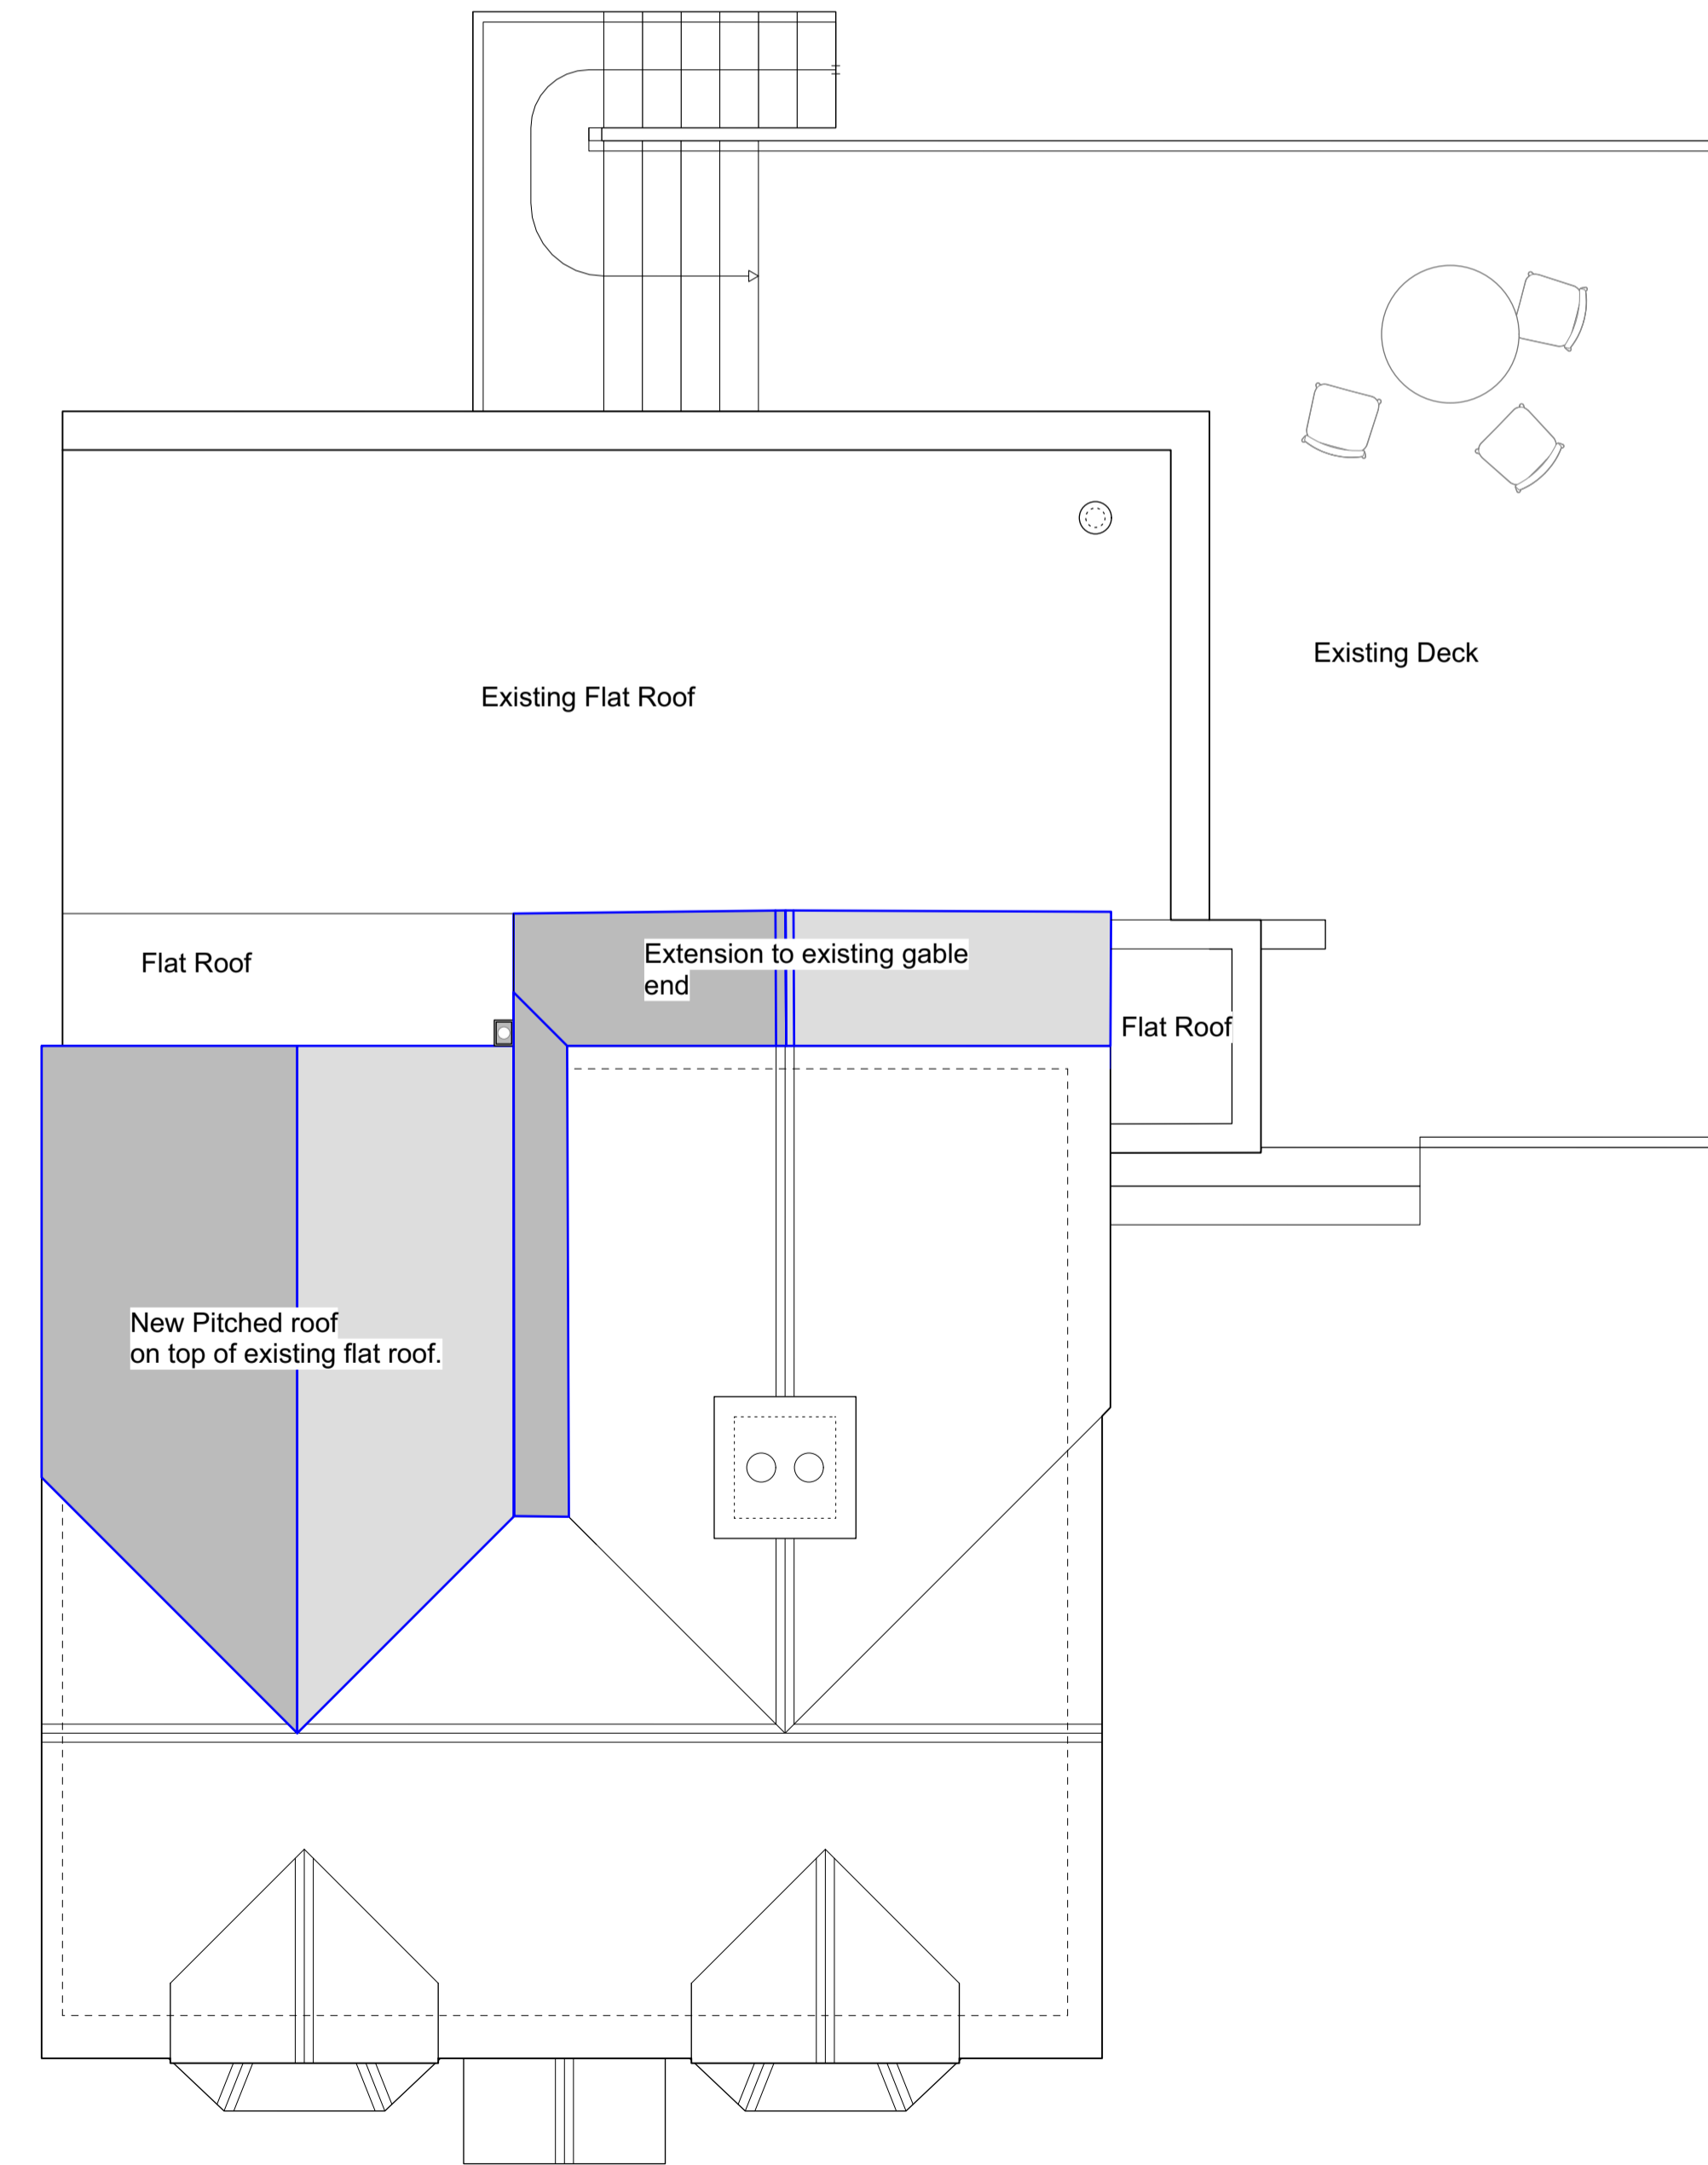 Existing Deck
Existing Flat Roof
Extension to existing gable
end
Flat Roof
Flat Roof
New Pitched roof
on top of existing flat roof.